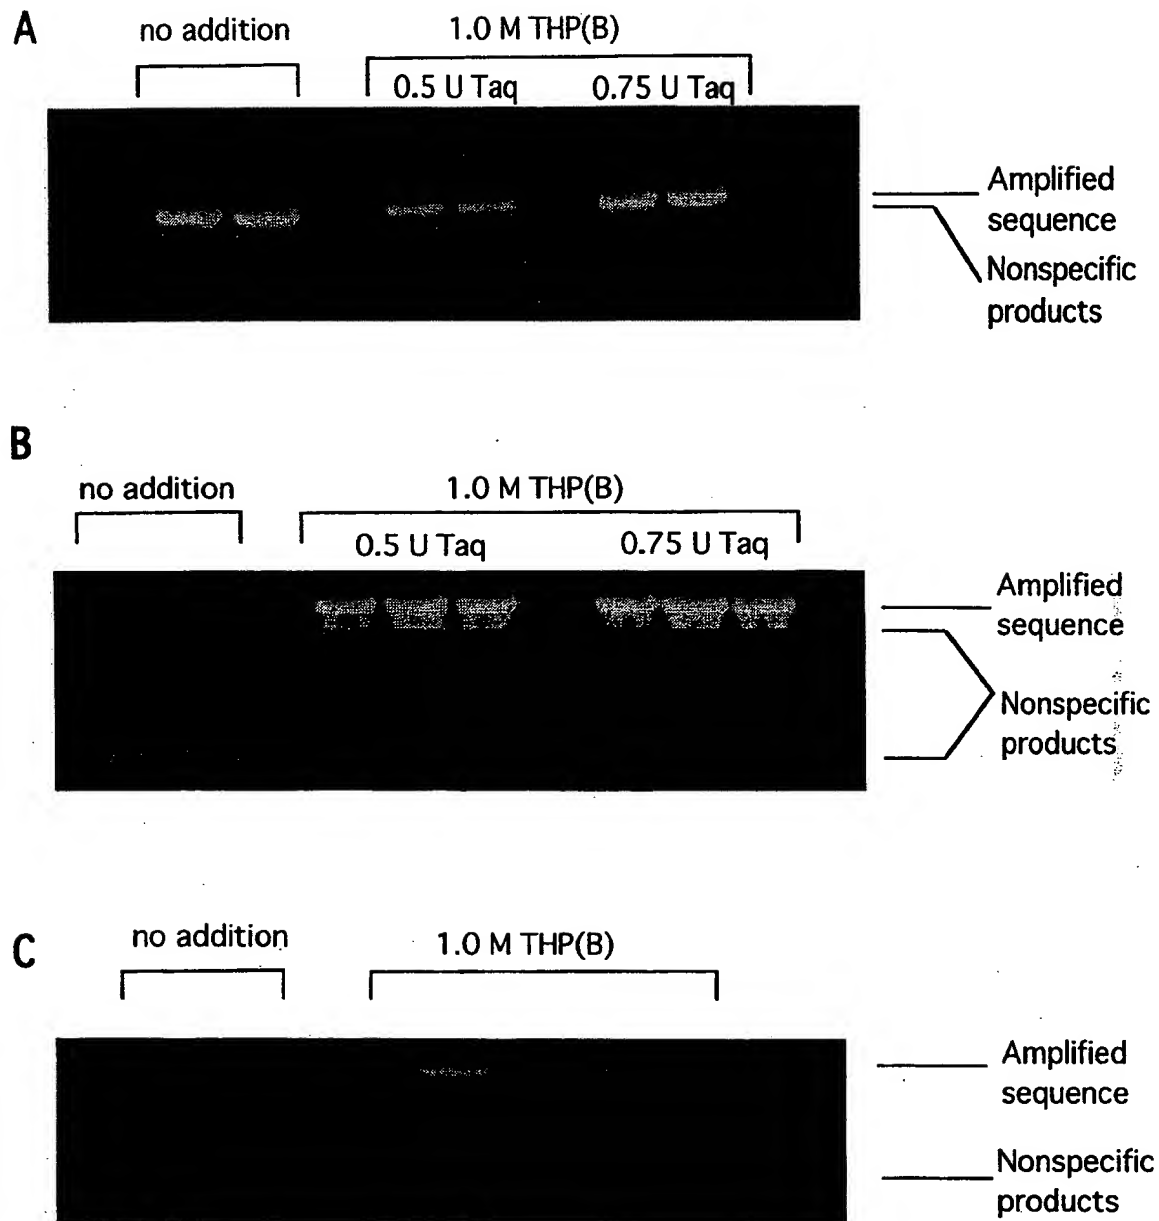 A
no addition
1.0 M THP(B)
0.5 U Taq
0.75 U Taq
Amplified
sequence
Nonspecific
products
B
no addition
1.0 M THP(B)
0.5 U Taq
0.75 U Taq
Amplified
sequence
Nonspecific
products
C
no addition
1.0 M THP(B)
Amplified
sequence
Nonspecific
products